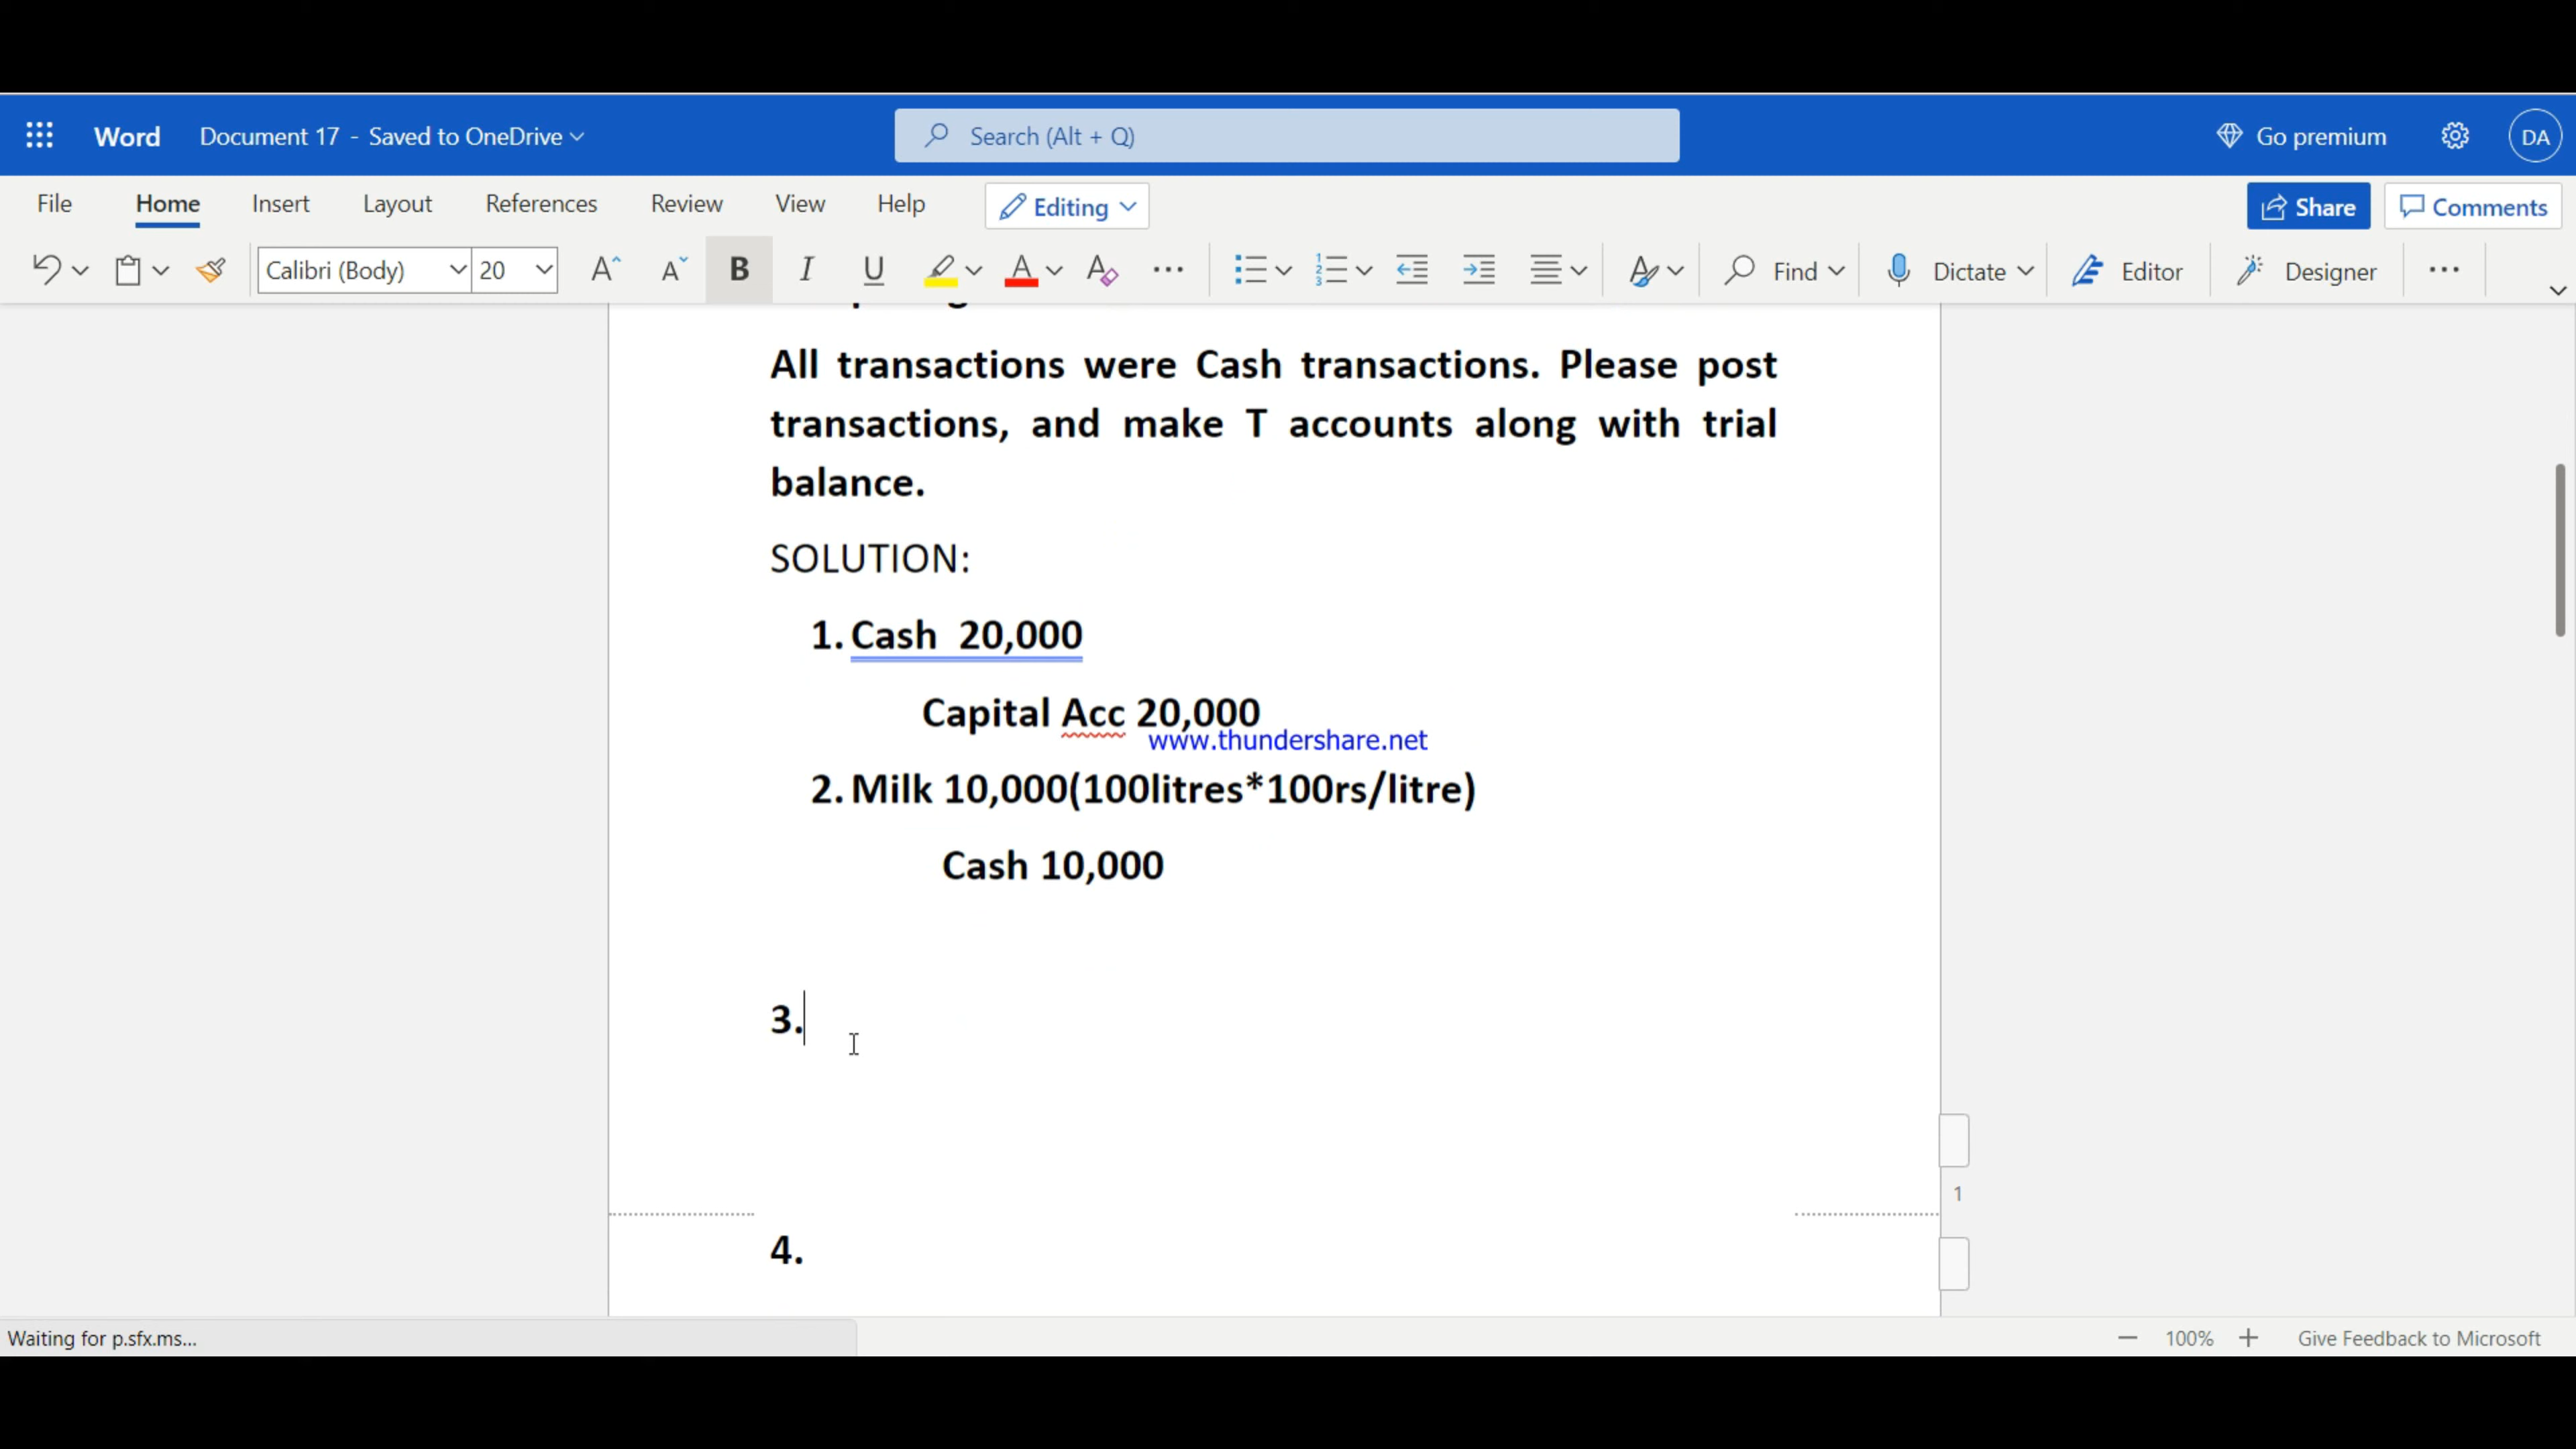 Word Document 17 - Saved to OneDrive Search (Alt + Q) Go premium DA
File Home Insert Layout References Review View Help Editing Share Comments
Calibri (Body) 20 A A B I U A A Find Dictate Editor Designer
All transactions were Cash transactions. Please post
transactions, and make T accounts along with trial
balance.
SOLUTION:
1. Cash 20,000
Capital Acc 20,000
www.thundershare.net
2. Milk 10,000(100litres*100rs/litre)
Cash 10,000
3.
1
4.
Waiting for p.sfx.ms... 100% Give Feedback to Microsoft